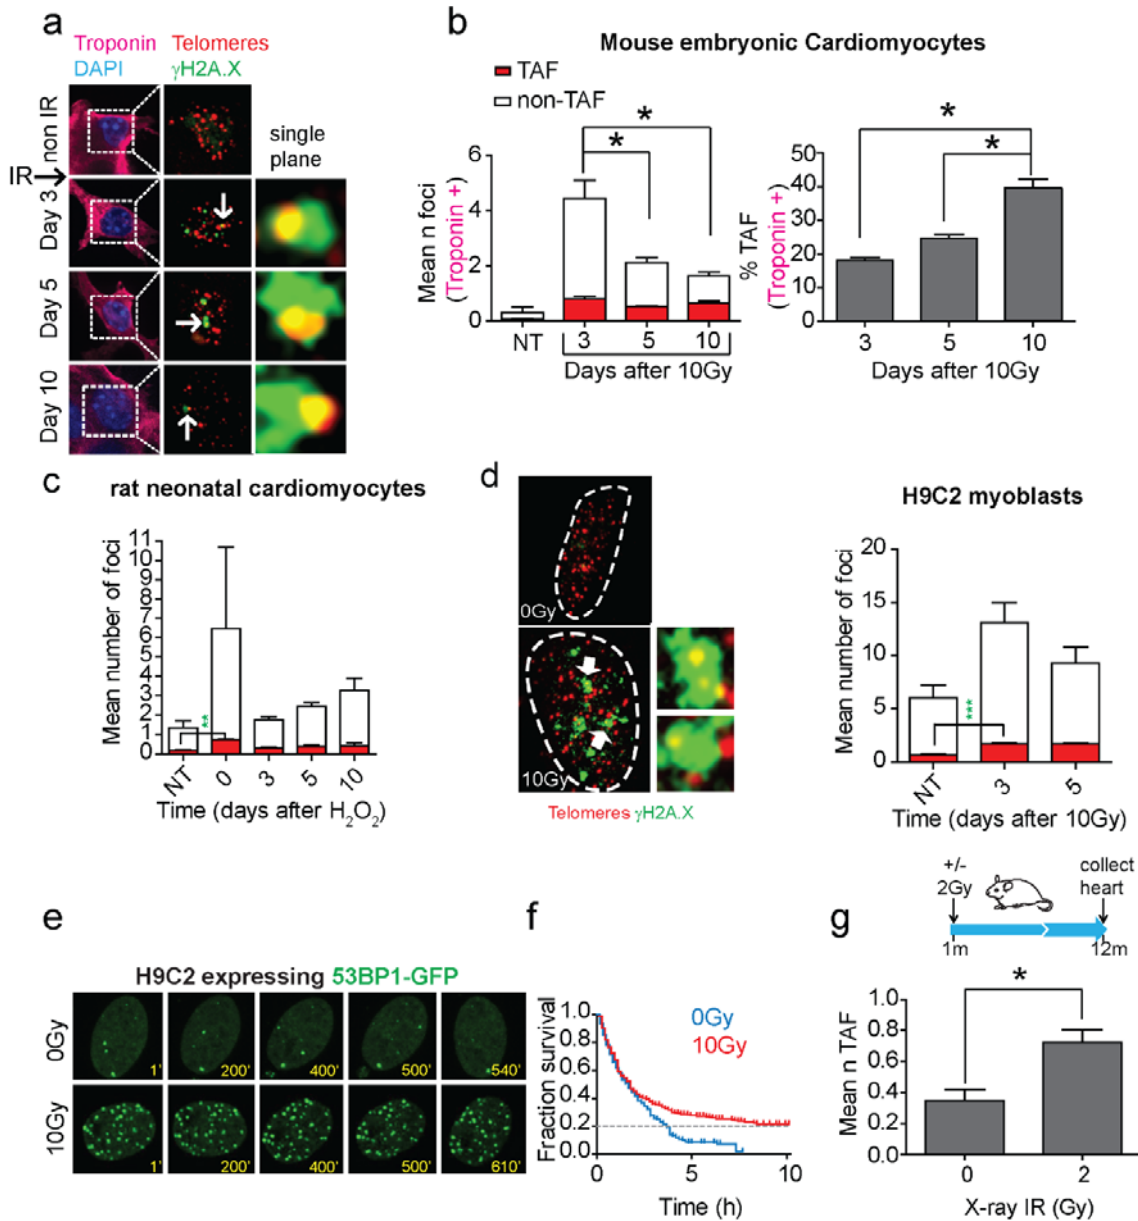 a
Troponin
DAPI
Telomeres
γH2A.X
non IR
single
plane
IR
Day 3
Day 5
Day 10
b
Mouse embryonic Cardiomyocytes
TAF
non-TAF
*
*
Mean n foci
(Troponin +)
6
4
2
0
NT
3
5
10
Days after 10Gy
*
*
% TAF
(Troponin +)
50
40
30
20
10
0
3
5
10
Days after 10Gy
c
rat neonatal cardiomyocytes
Mean number of foci
11
10
9
8
7
6
5
4
3
2
1
0
**
NT
0
3
5
10
Time (days after H₂O₂)
d
0Gy
10Gy
Telomeres γH2A.X
H9C2 myoblasts
Mean number of foci
20
15
10
5
0
***
NT
3
5
Time (days after 10Gy)
e
H9C2 expressing 53BP1-GFP
0Gy
1'
200'
400'
500'
540'
10Gy
1'
200'
400'
500'
610'
f
Fraction survival
1.0
0.8
0.6
0.4
0.2
0.0
0Gy
10Gy
0
5
10
Time (h)
g
+/-
2Gy
collect
heart
1m
12m
*
Mean n TAF
1.0
0.8
0.6
0.4
0.2
0.0
0
2
X-ray IR (Gy)